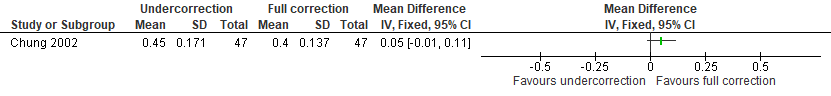 Undercorrection Full correction Mean Difference Mean Difference
Study or Subgroup Mean SD Total Mean SD Total IV, Fixed, 95% CI IV, Fixed, 95% CI
Chung 2002 0.45 0.171 47 0.4 0.137 47 0.05 [-0.01, 0.11]
-0.5 -0.25 0 0.25 0.5
Favours undercorrection Favours full correction